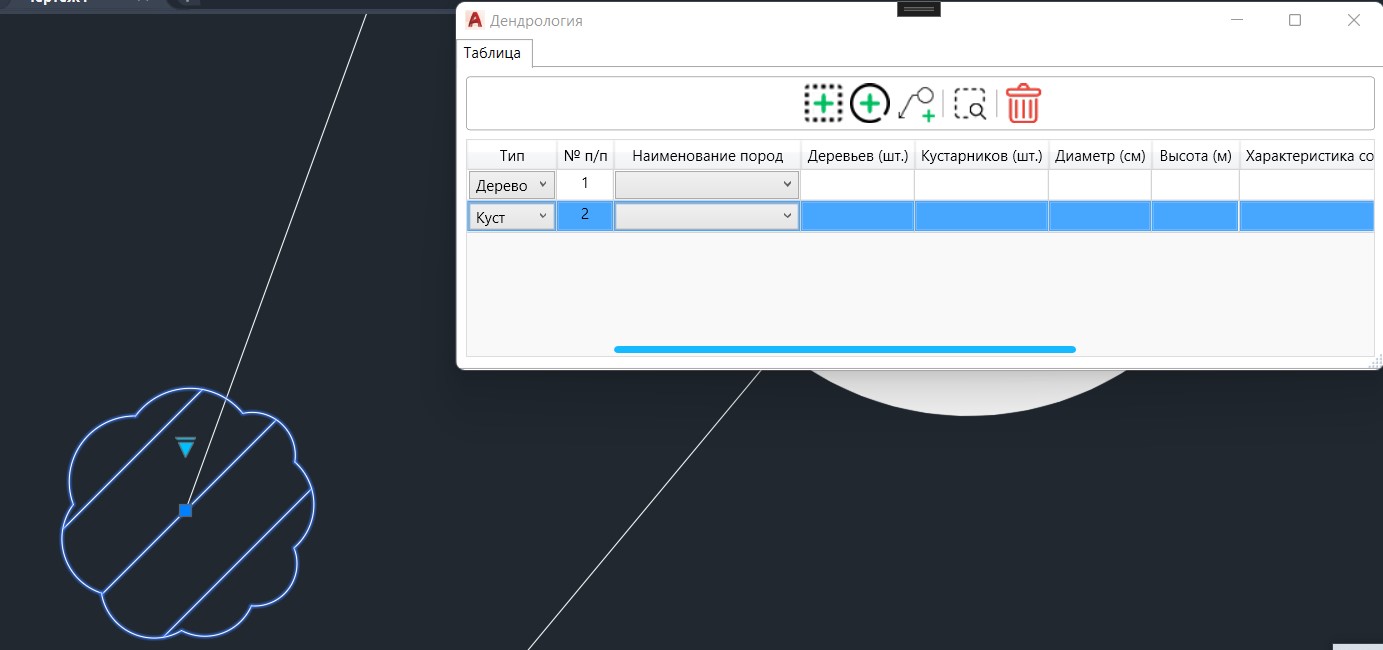 Дендрология
Таблица
Тип № п/п Наименование пород Деревьев (шт.) Кустарников (шт.) Диаметр (см) Высота (м) Характеристика со
Дерево 1
Куст 2